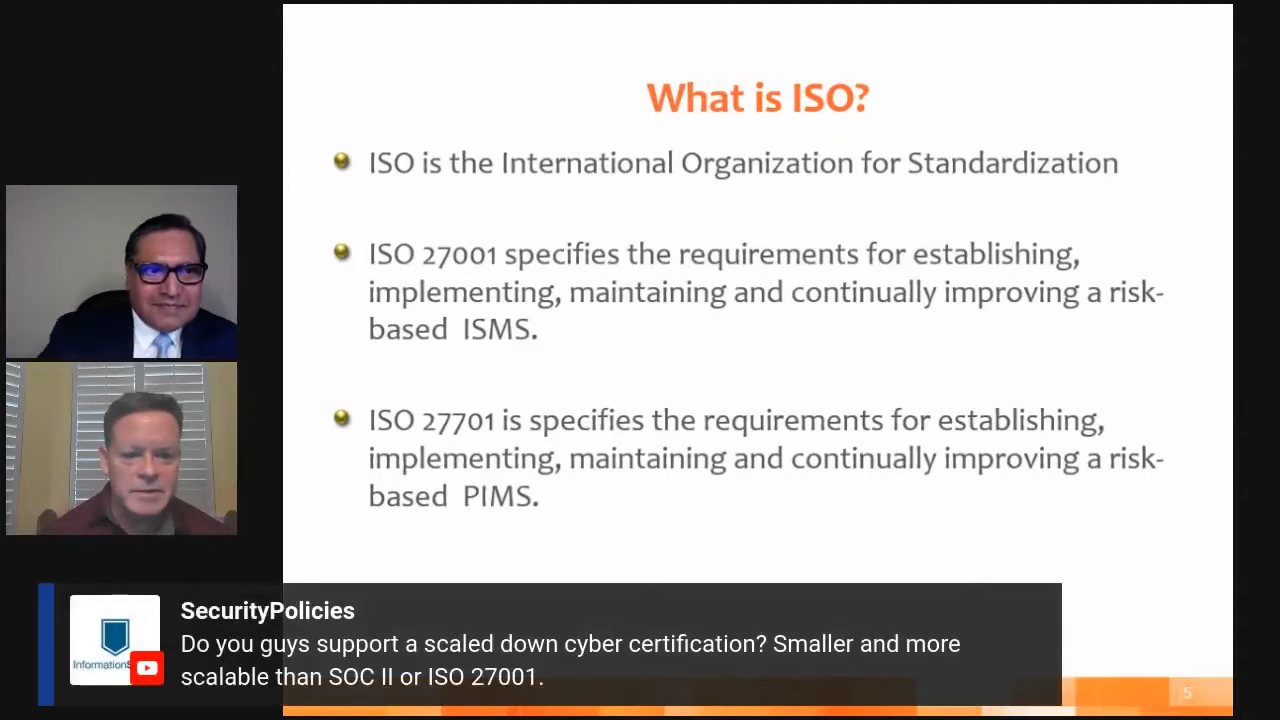 What is ISO?
ISO is the International Organization for Standardization
ISO 27001 specifies the requirements for establishing,
implementing, maintaining and continually improving a risk-
based ISMS.
ISO 27701 is specifies the requirements for establishing,
implementing, maintaining and continually improving a risk-
based PIMS.
SecurityPolicies
Do you guys support a scaled down cyber certification? Smaller and more
scalable than SOC II or ISO 27001.
5